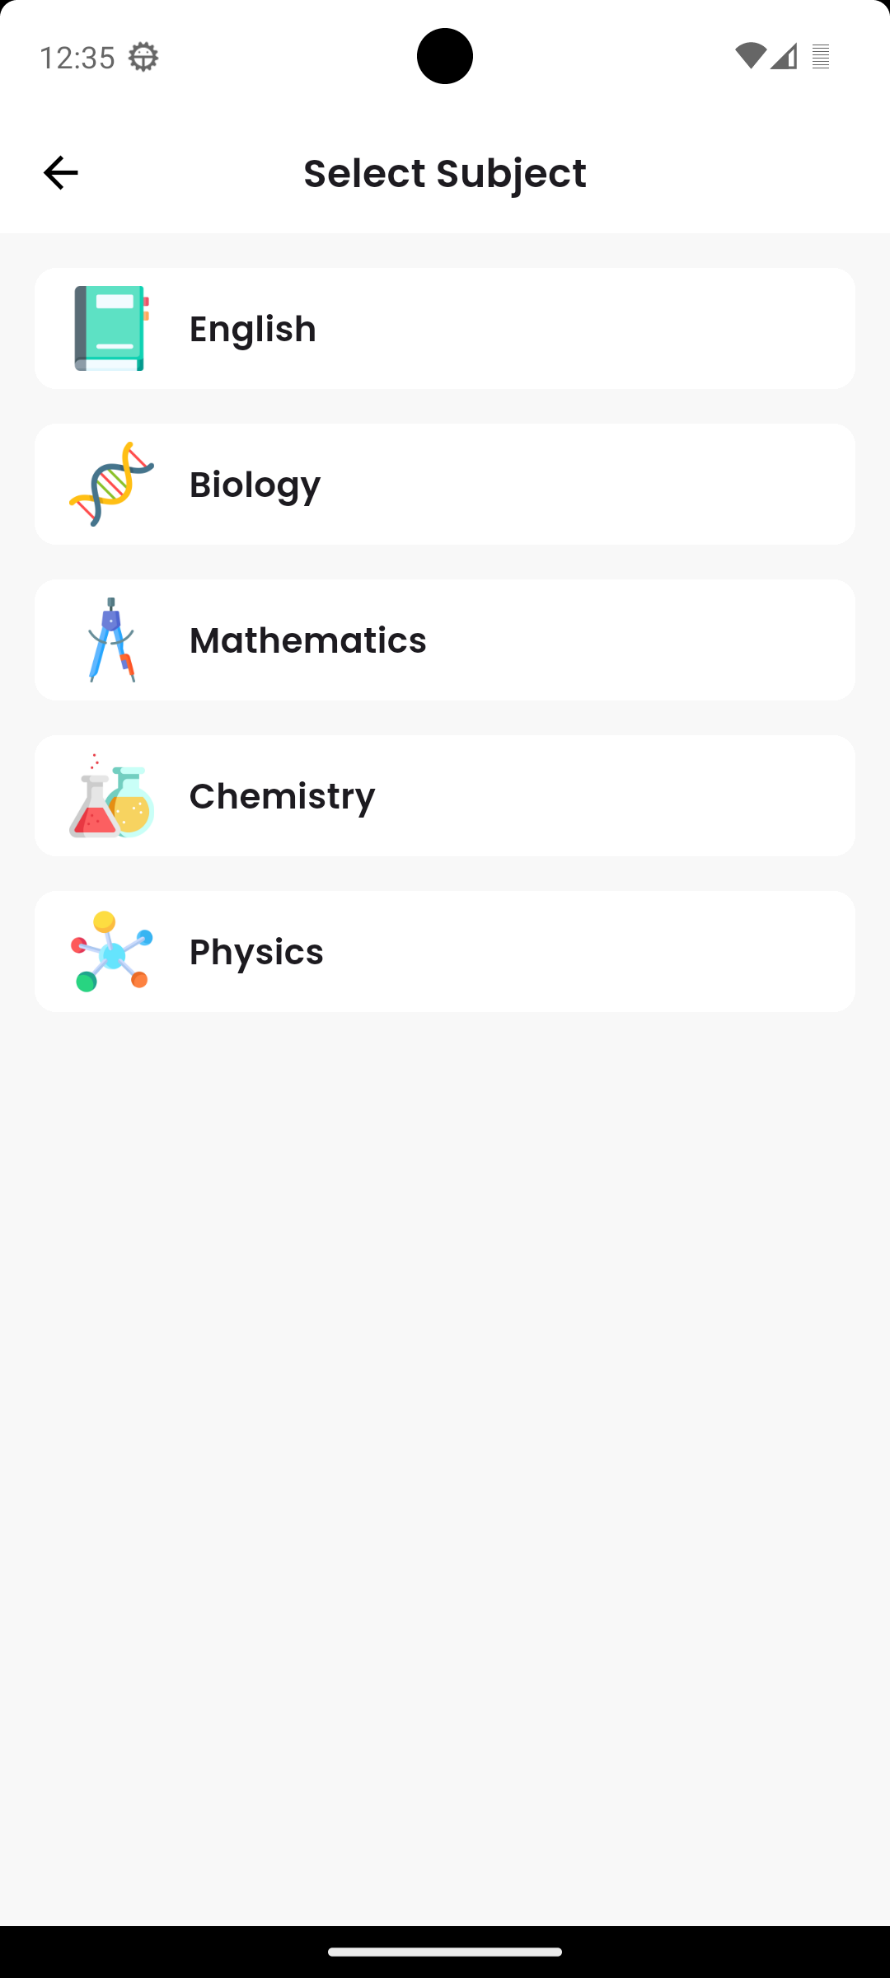 12:35
Select Subject
English
Biology
Mathematics
Chemistry
Physics